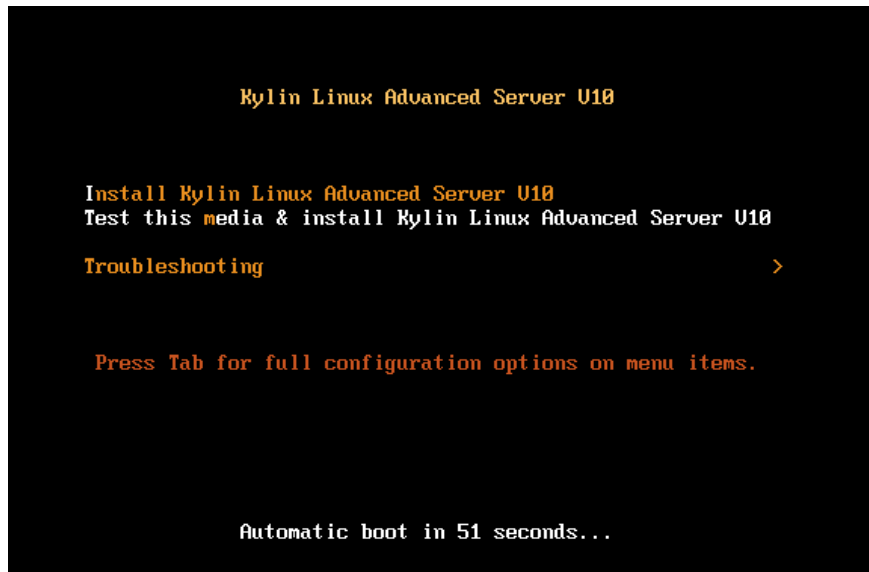 Kylin Linux Advanced Server V10
Install Kylin Linux Advanced Server V10
Test this media & install Kylin Linux Advanced Server V10
Troubleshooting >
Press Tab for full configuration options on menu items.
Automatic boot in 51 seconds...